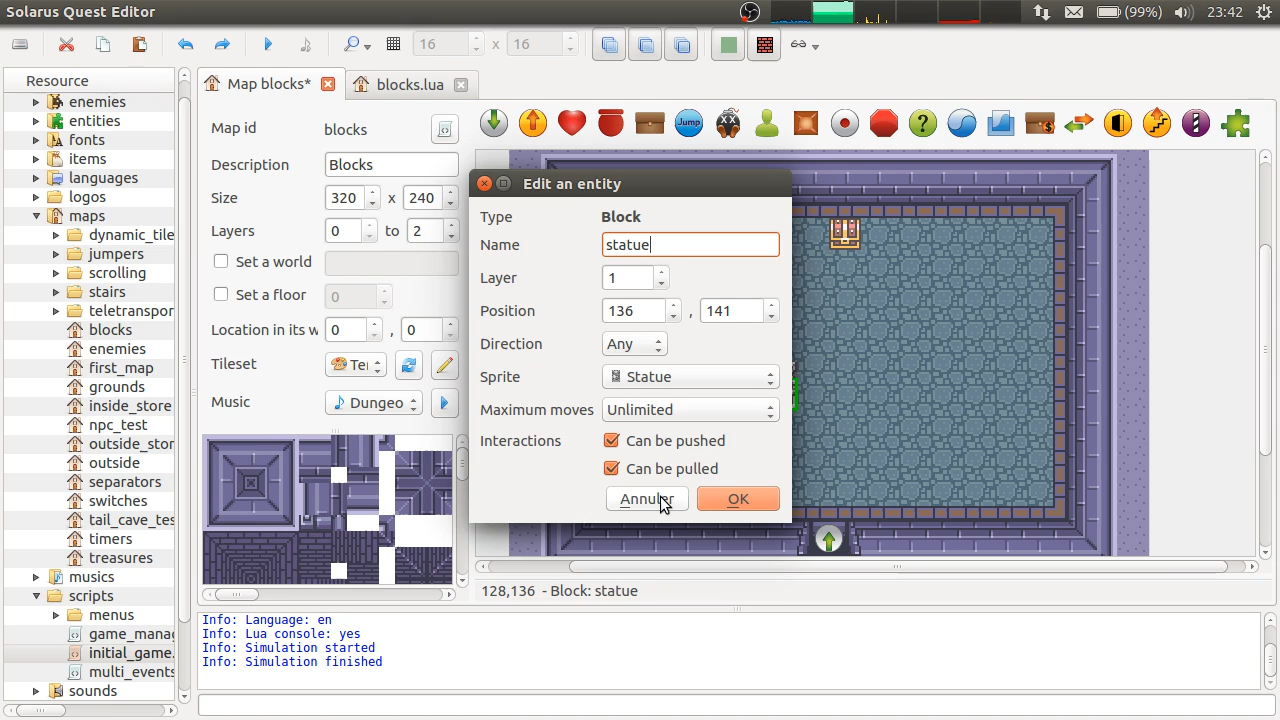 Solarus Quest Editor
(99%)
23:42
16 x 16
Resource
enemies
entities
fonts
items
languages
logos
maps
dynamic_tile
jumpers
scrolling
stairs
teletranspor
blocks
enemies
first_map
grounds
inside_store
npc_test
outside_stor
outside
separators
switches
tail_cave_tes
timers
treasures
musics
scripts
menus
game_manag
initial_game.
multi_events
sounds
Map blocks*
blocks.lua
Map id blocks
Description Blocks
Size 320 x 240
Layers 0 to 2
Set a world
Set a floor 0
Location in its w 0 , 0
Tileset Te
Music Dungeo
Jump
Edit an entity
Type Block
Name statue
Layer 1
Position 136 , 141
Direction Any
Sprite Statue
Maximum moves Unlimited
Interactions Can be pushed
Can be pulled
Annuler OK
128,136 - Block: statue
Info: Language: en
Info: Lua console: yes
Info: Simulation started
Info: Simulation finished